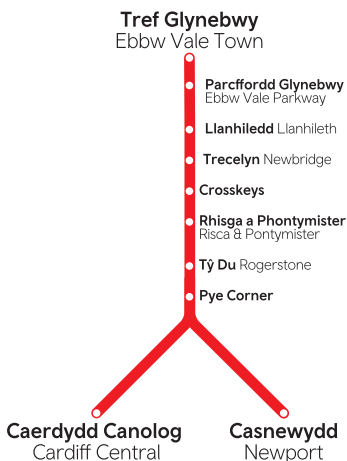 Tref Glynebwy
Ebbw Vale Town
Parcffordd Glynebwy
Ebbw Vale Parkway
Llanhiledd Llanhileth
Trecelyn Newbridge
Crosskeys
Rhisga a Phontymister
Risca & Pontymister
Tŷ Du Rogerstone
Pye Corner
Caerdydd Canolog
Cardiff Central
Casnewydd
Newport